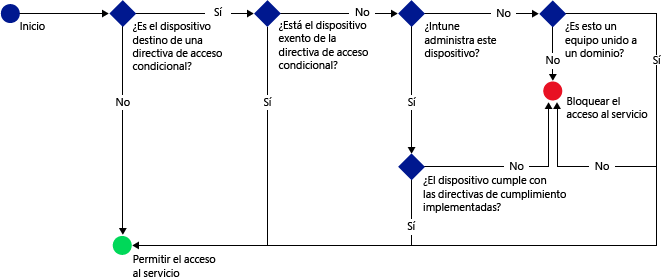 Inicio
¿Es el dispositivo
destino de una
directiva de acceso
condicional?
Sí
¿Está el dispositivo
exento de la
directiva de acceso
condicional?
No
¿Intune
administra este
dispositivo?
No
¿Es esto un
equipo unido a
un dominio?
No
Sí
No
Sí
Sí
Bloquear el
acceso al servicio
No
No
¿El dispositivo cumple con
las directivas de cumplimiento
implementadas?
Sí
Permitir el acceso
al servicio